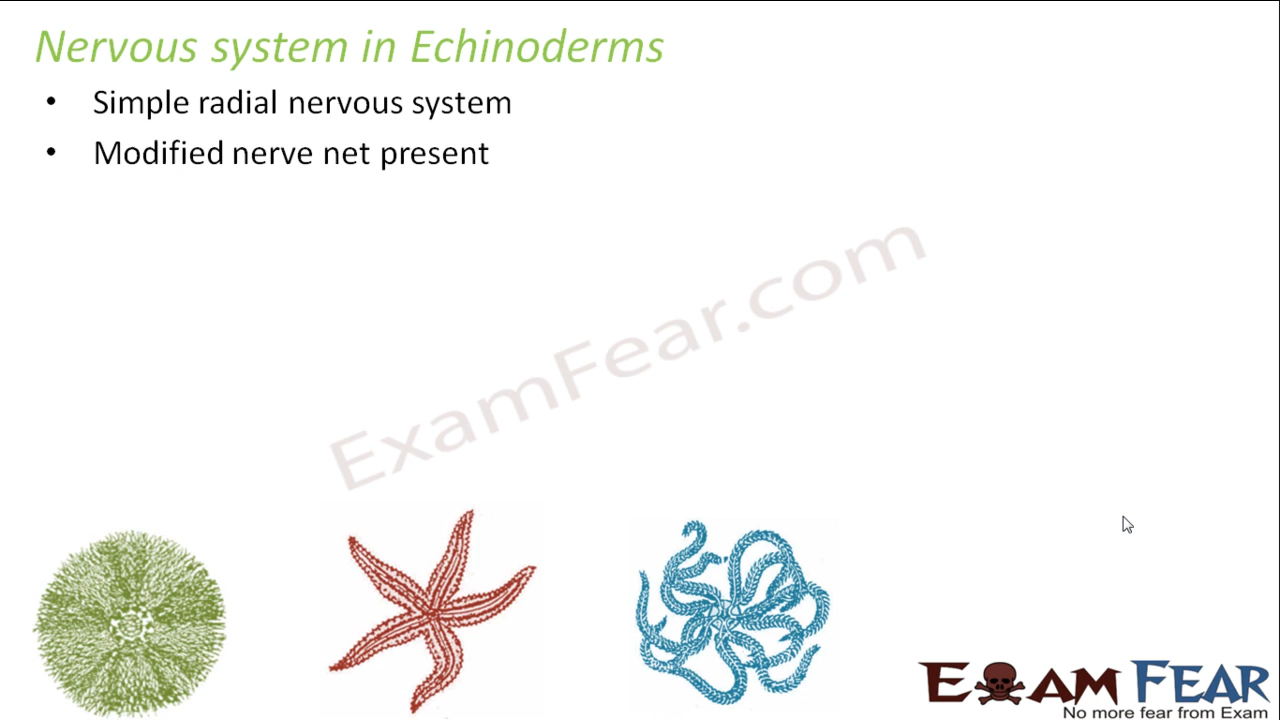 Nervous system in Echinoderms
• Simple radial nervous system
• Modified nerve net present
ExamFear.com
EXAM FEAR
No more fear from Exam